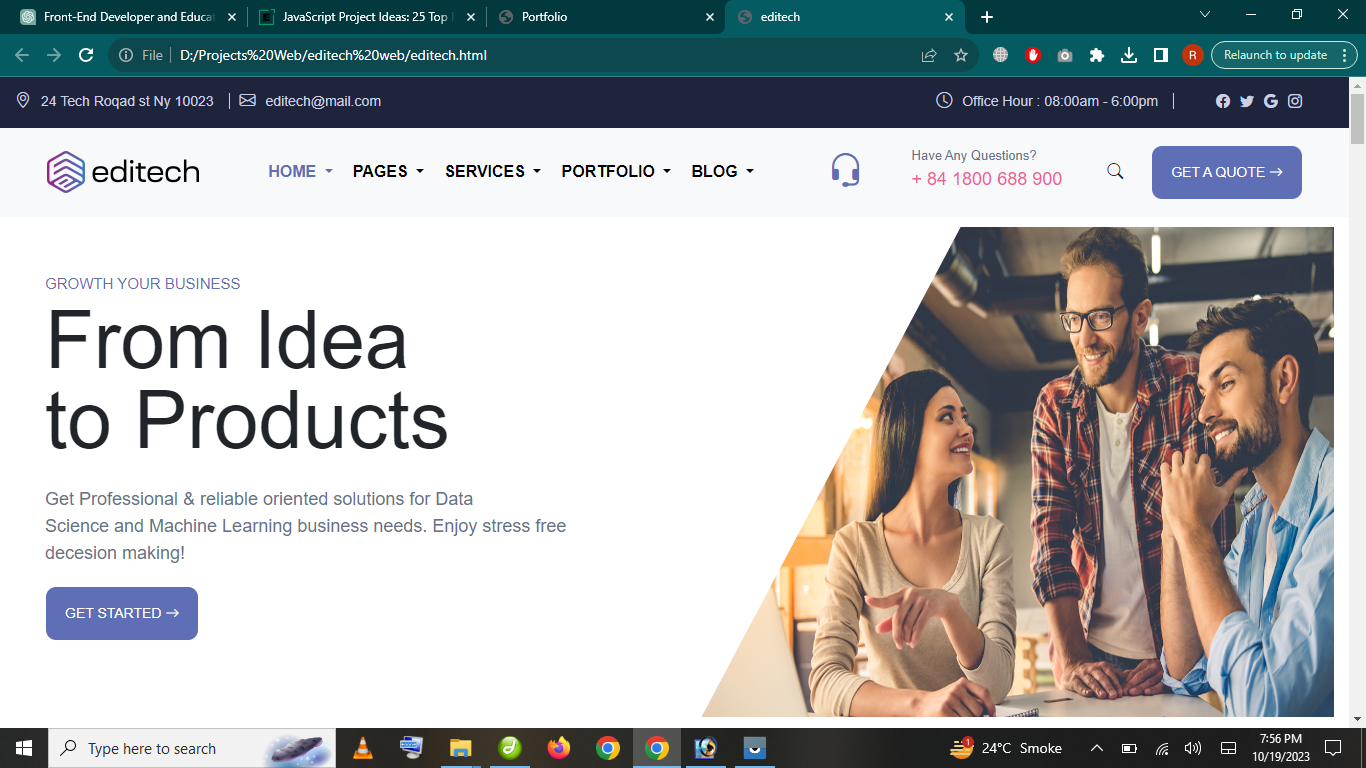 Front-End Developer and Educat
JavaScript Project Ideas: 25 Top
Portfolio
editech
File
D:/Projects%20Web/editech%20web/editech.html
R
Relaunch to update
24 Tech Roqad st Ny 10023
editech@mail.com
Office Hour : 08:00am - 6:00pm
editech
HOME
PAGES
SERVICES
PORTFOLIO
BLOG
Have Any Questions?
+ 84 1800 688 900
GET A QUOTE →
GROWTH YOUR BUSINESS
From Idea
to Products
Get Professional & reliable oriented solutions for Data
Science and Machine Learning business needs. Enjoy stress free
decesion making!
GET STARTED →
Type here to search
1
24°C Smoke
7:56 PM
10/19/2023